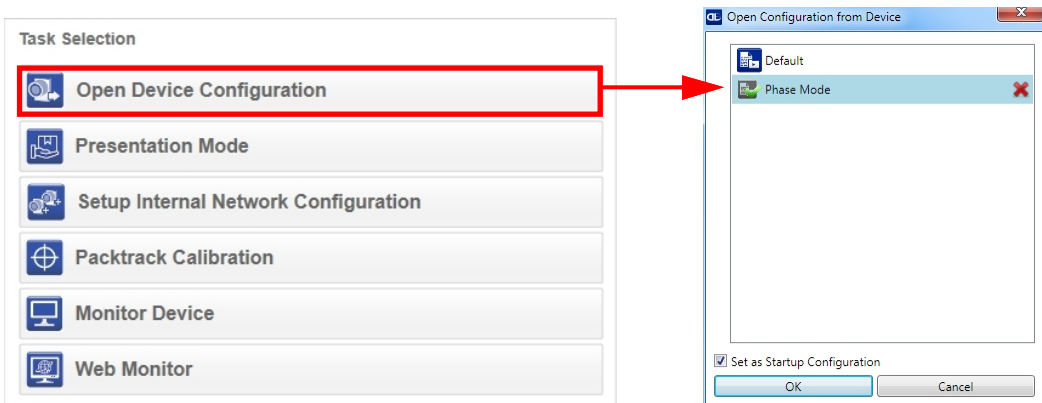 Task Selection
Open Device Configuration
Presentation Mode
Setup Internal Network Configuration
Packtrack Calibration
Monitor Device
Web Monitor
DL Open Configuration from Device
Default
Phase Mode
Set as Startup Configuration
OK Cancel